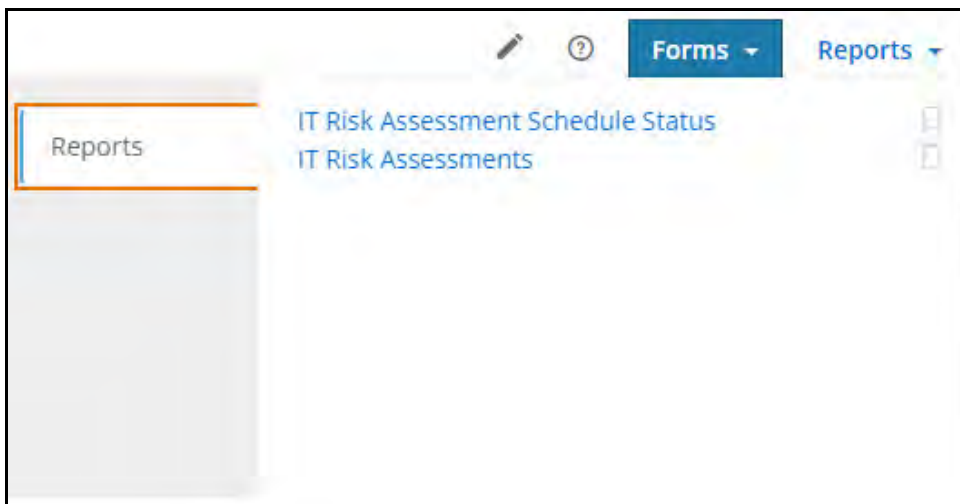 Forms
Reports
Reports
IT Risk Assessment Schedule Status
IT Risk Assessments